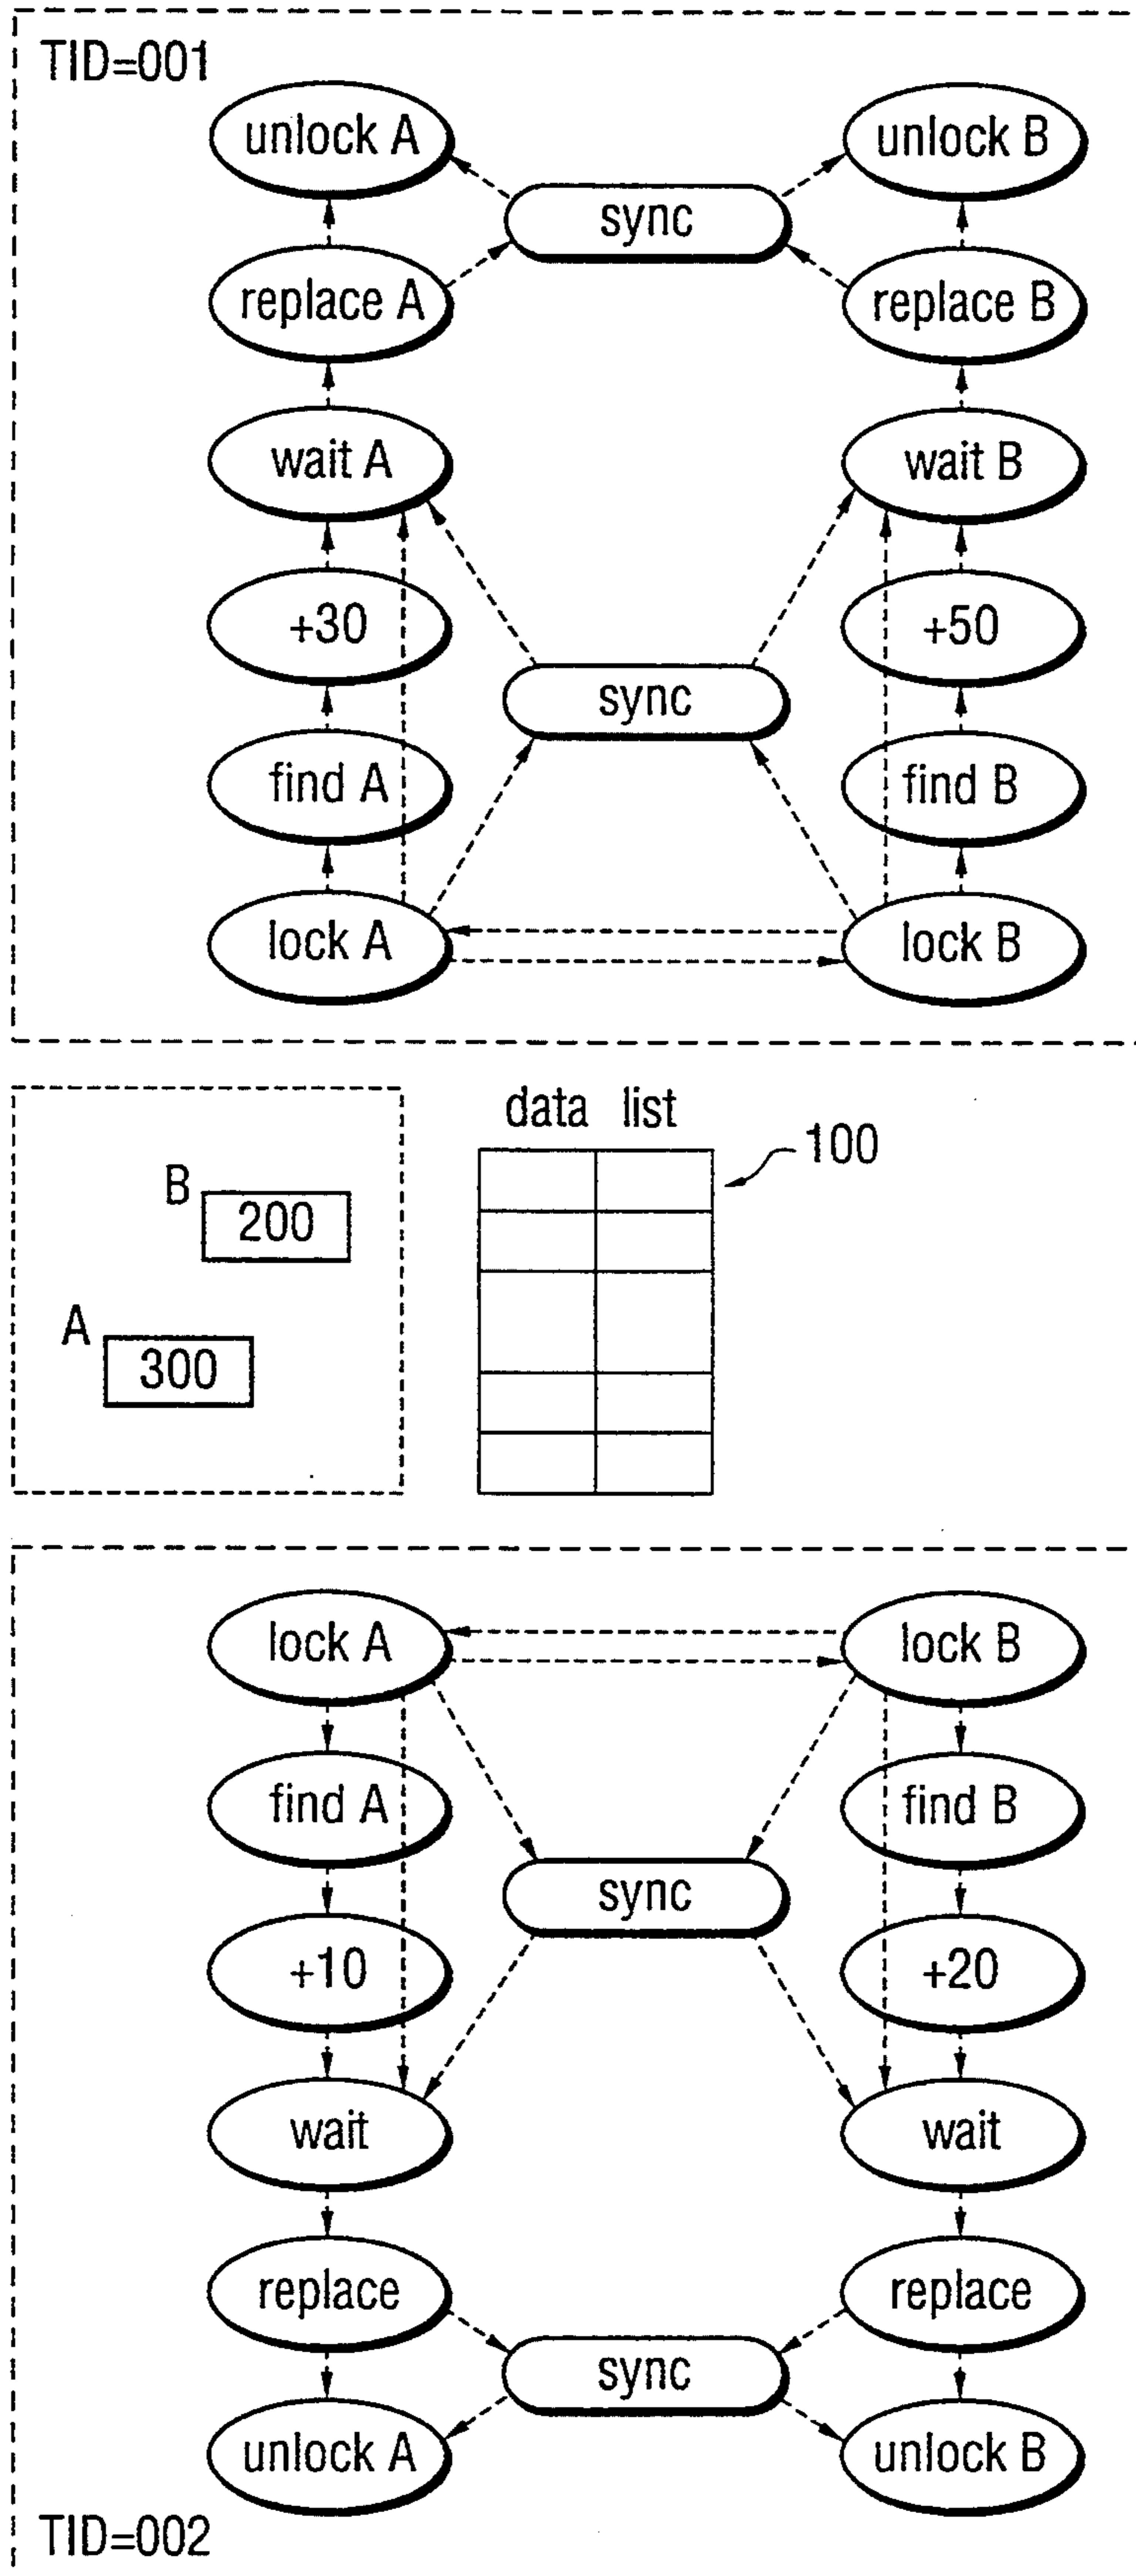 TID=001
unlock A
unlock B
sync
replace A
replace B
wait A
wait B
+30
+50
sync
find A
find B
lock A
lock B
data list
100
B
200
A
300
lock A
lock B
find A
find B
sync
+10
+20
wait
wait
replace
replace
sync
unlock A
unlock B
TID=002